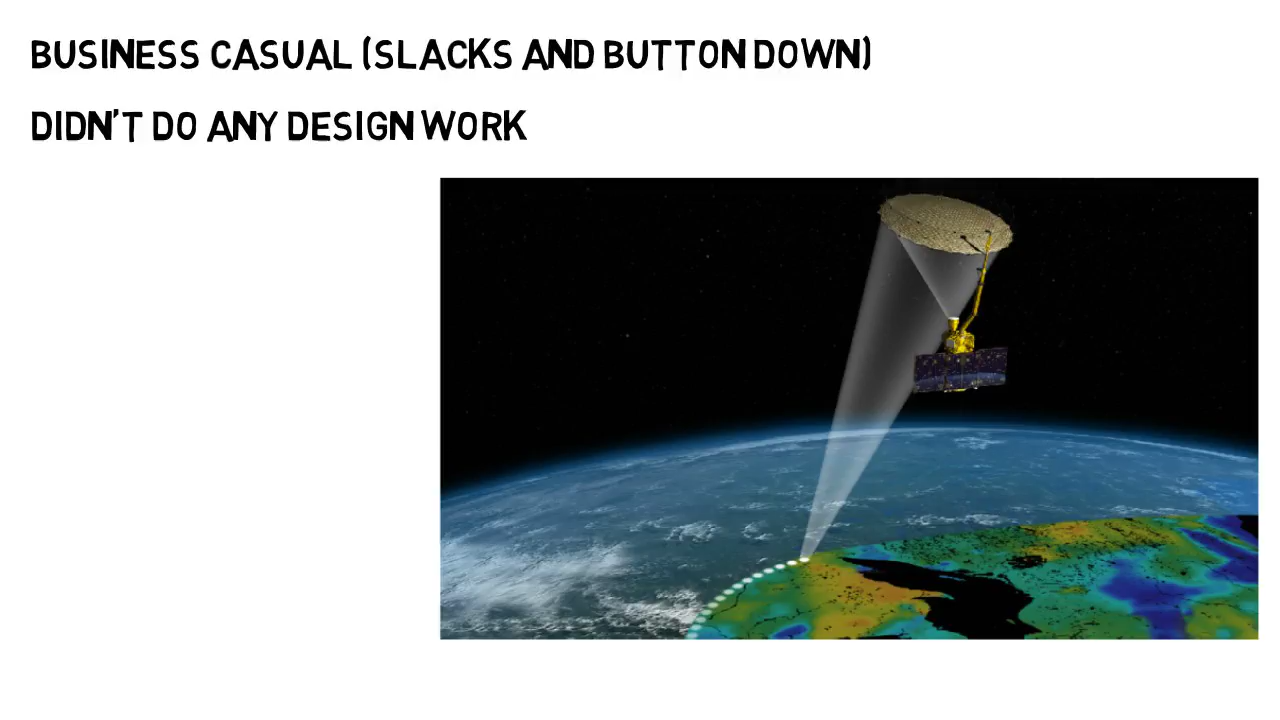 BUSINESS CASUAL (SLACKS AND BUTTON DOWN)
DIDN'T DO ANY DESIGN WORK